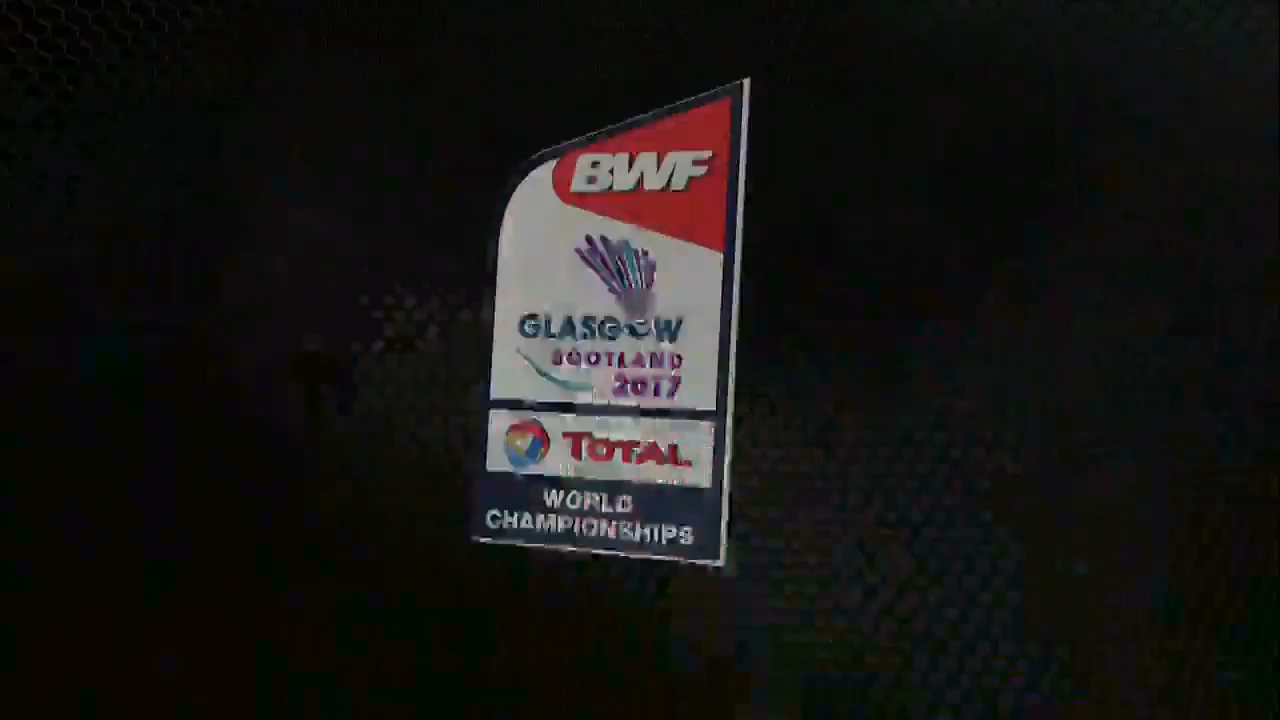 BWF
GLASGOW
SCOTLAND
2017
TOTAL
WORLD
CHAMPIONSHIPS